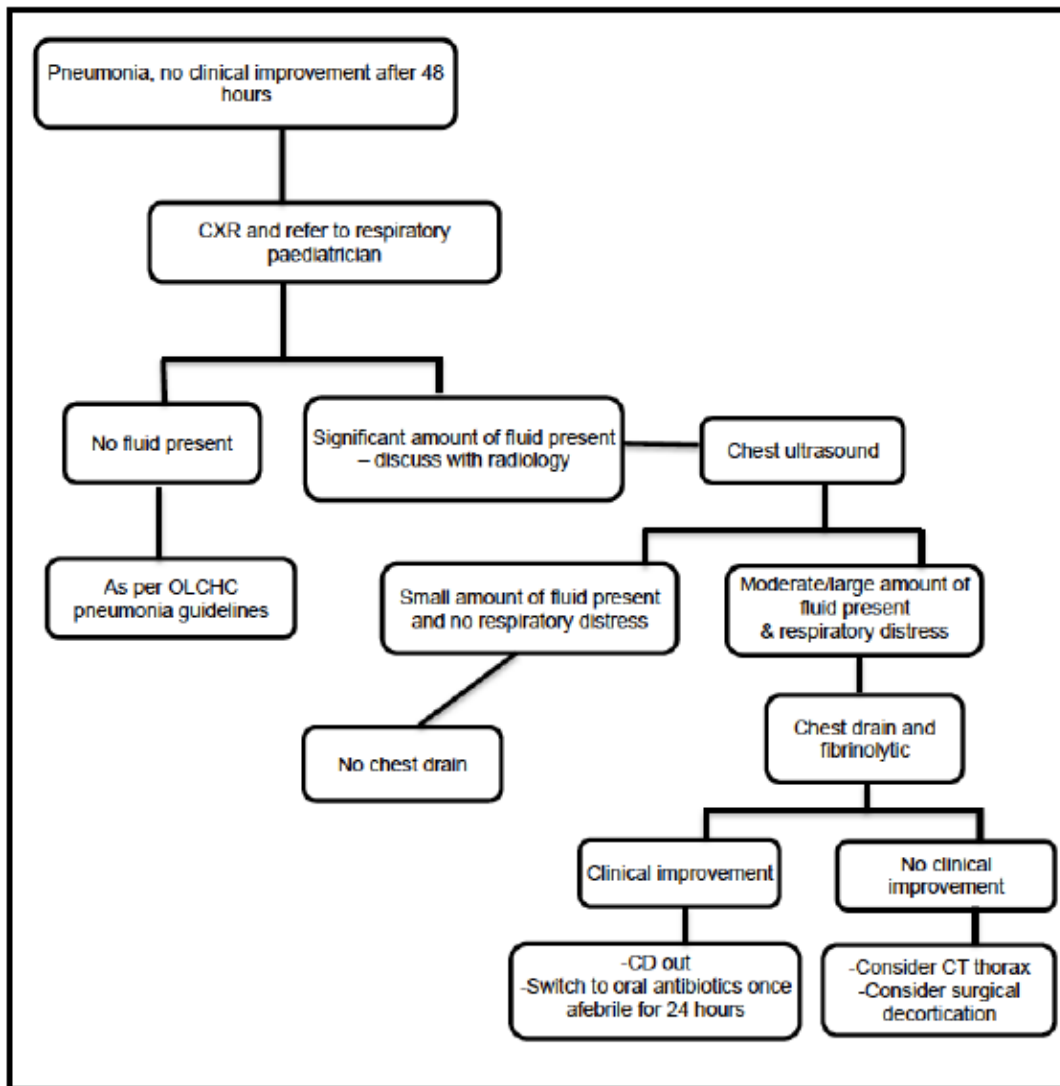 Pneumonia, no clinical improvement after 48
hours
CXR and refer to respiratory
paediatrician
No fluid present
Significant amount of fluid present
– discuss with radiology
Chest ultrasound
As per OLCHC
pneumonia guidelines
Small amount of fluid present
and no respiratory distress
Moderate/large amount of
fluid present
& respiratory distress
No chest drain
Chest drain and
fibrinolytic
Clinical improvement
No clinical
improvement
-CD out
-Switch to oral antibiotics once
afebrile for 24 hours
-Consider CT thorax
-Consider surgical
decortication